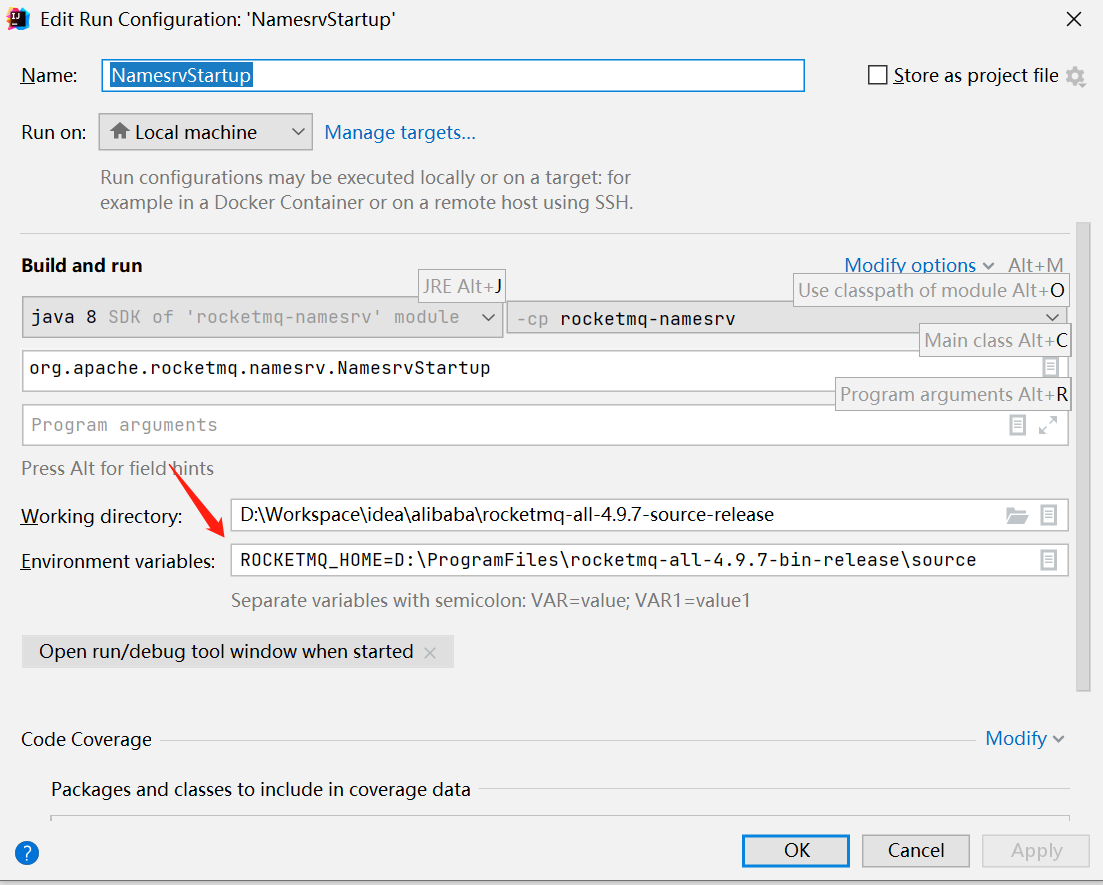 Edit Run Configuration: 'NamesrvStartup'
Name: NamesrvStartup Store as project file
Run on: Local machine Manage targets...
Run configurations may be executed locally or on a target: for
example in a Docker Container or on a remote host using SSH.
Build and run Modify options Alt+M
JRE Alt+J
Use classpath of module Alt+O
java 8 SDK of 'rocketmq-namesrv' module -cp rocketmq-namesrv
Main class Alt+C
org.apache.rocketmq.namesrv.NamesrvStartup
Program arguments Alt+R
Program arguments
Press Alt for field hints
Working directory: D:\Workspace\idea\alibaba\rocketmq-all-4.9.7-source-release
Environment variables: ROCKETMQ_HOME=D:\ProgramFiles\rocketmq-all-4.9.7-bin-release\source
Separate variables with semicolon: VAR=value; VAR1=value1
Open run/debug tool window when started
Code Coverage Modify
Packages and classes to include in coverage data
? OK Cancel Apply